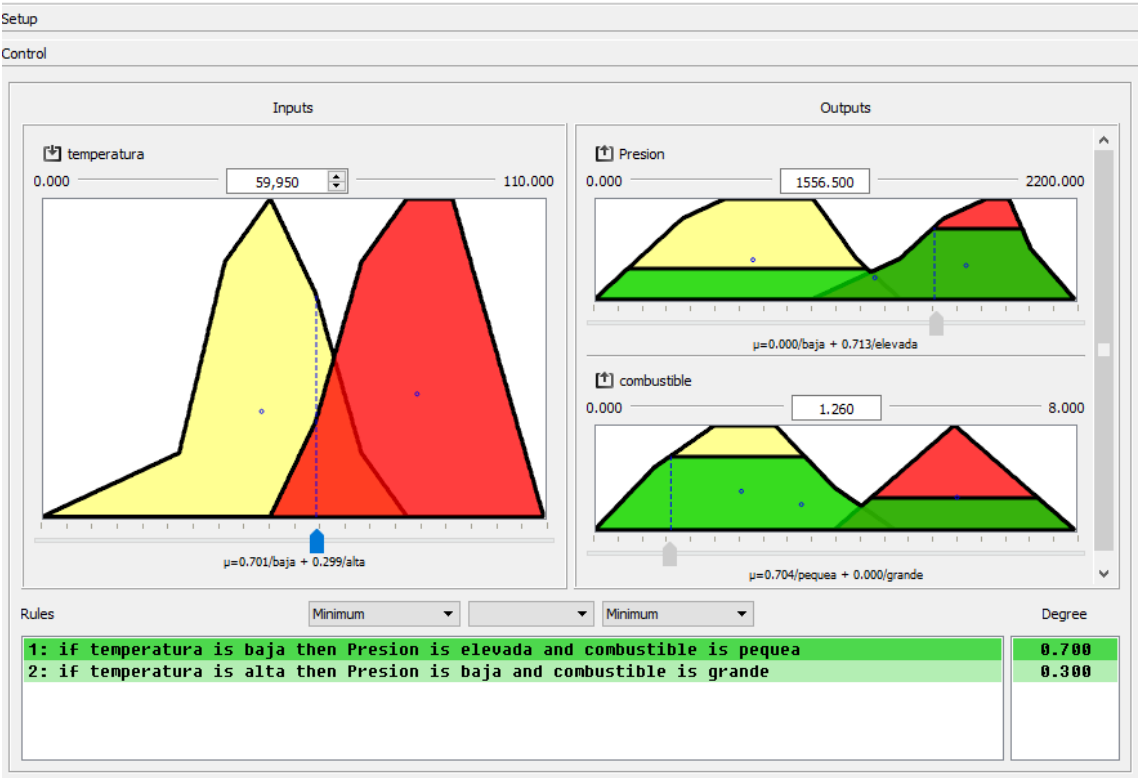 Setup
Control
Inputs
Outputs
temperatura
0.000 59,950 110.000
μ=0.701/baja + 0.299/alta
Presion
0.000 1556.500 2200.000
μ=0.000/baja + 0.713/elevada
combustible
0.000 1.260 8.000
μ=0.704/pequea + 0.000/grande
Rules Minimum Minimum Degree
1: if temperatura is baja then Presion is elevada and combustible is pequea 0.700
2: if temperatura is alta then Presion is baja and combustible is grande 0.300